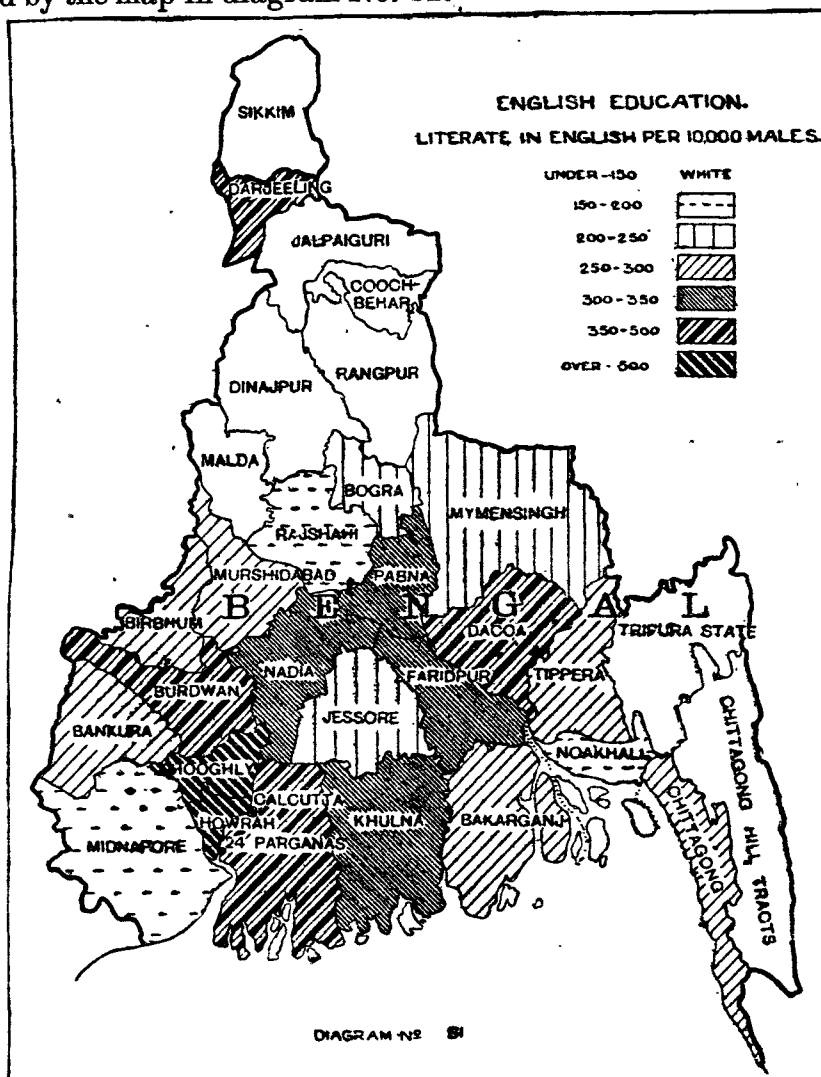 d by the map in diagram No.
ENGLISH EDUCATION.
LITERATE IN ENGLISH PER 10,000 MALES.
UNDER-150 WHITE
150-200
200-250
250-300
300-350
350-500
OVER-500
SIKKIM
DARJEELING
JALPAIGURI
COOCH-
BEHAR
DINAJPUR
RANGPUR
MALDA
BOGRA
MYMENSINGH
RAJSHAHI
MURSHIDABAD
PABNA
BENGAL
BIRBHUM
DACOA
TRIPURA STATE
NADIA
FARIDPUR
TIPPERA
BURDWAN
JESSORE
BANKURA
NOAKHALI
CHITTAGONG HILL TRACTS
HOOGHLY
CALCUTTA
CHITTAGONG
HOWRAH
KHULNA
BAKARGANJ
24 PARGANAS
MIDNAPORE
DIAGRAM Nº 81